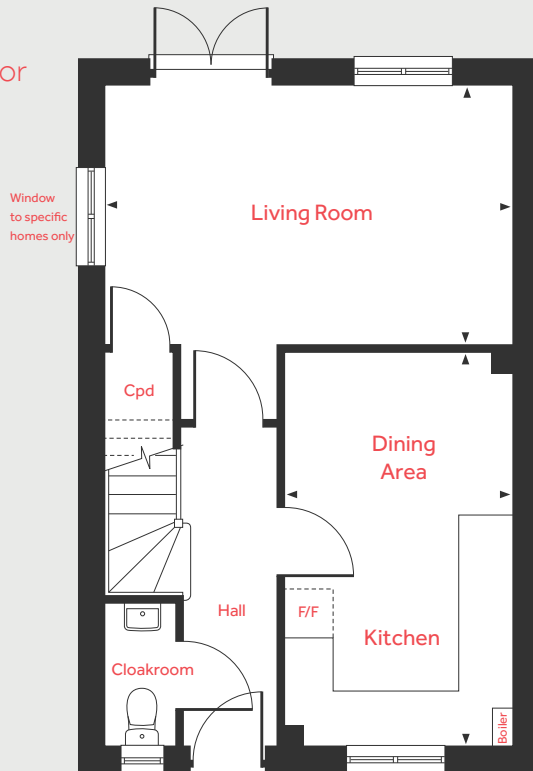 or
Window
to specific
homes only
Living Room
Cpd
Dining
Area
Hall
F/F
Kitchen
Cloakroom
Boiler